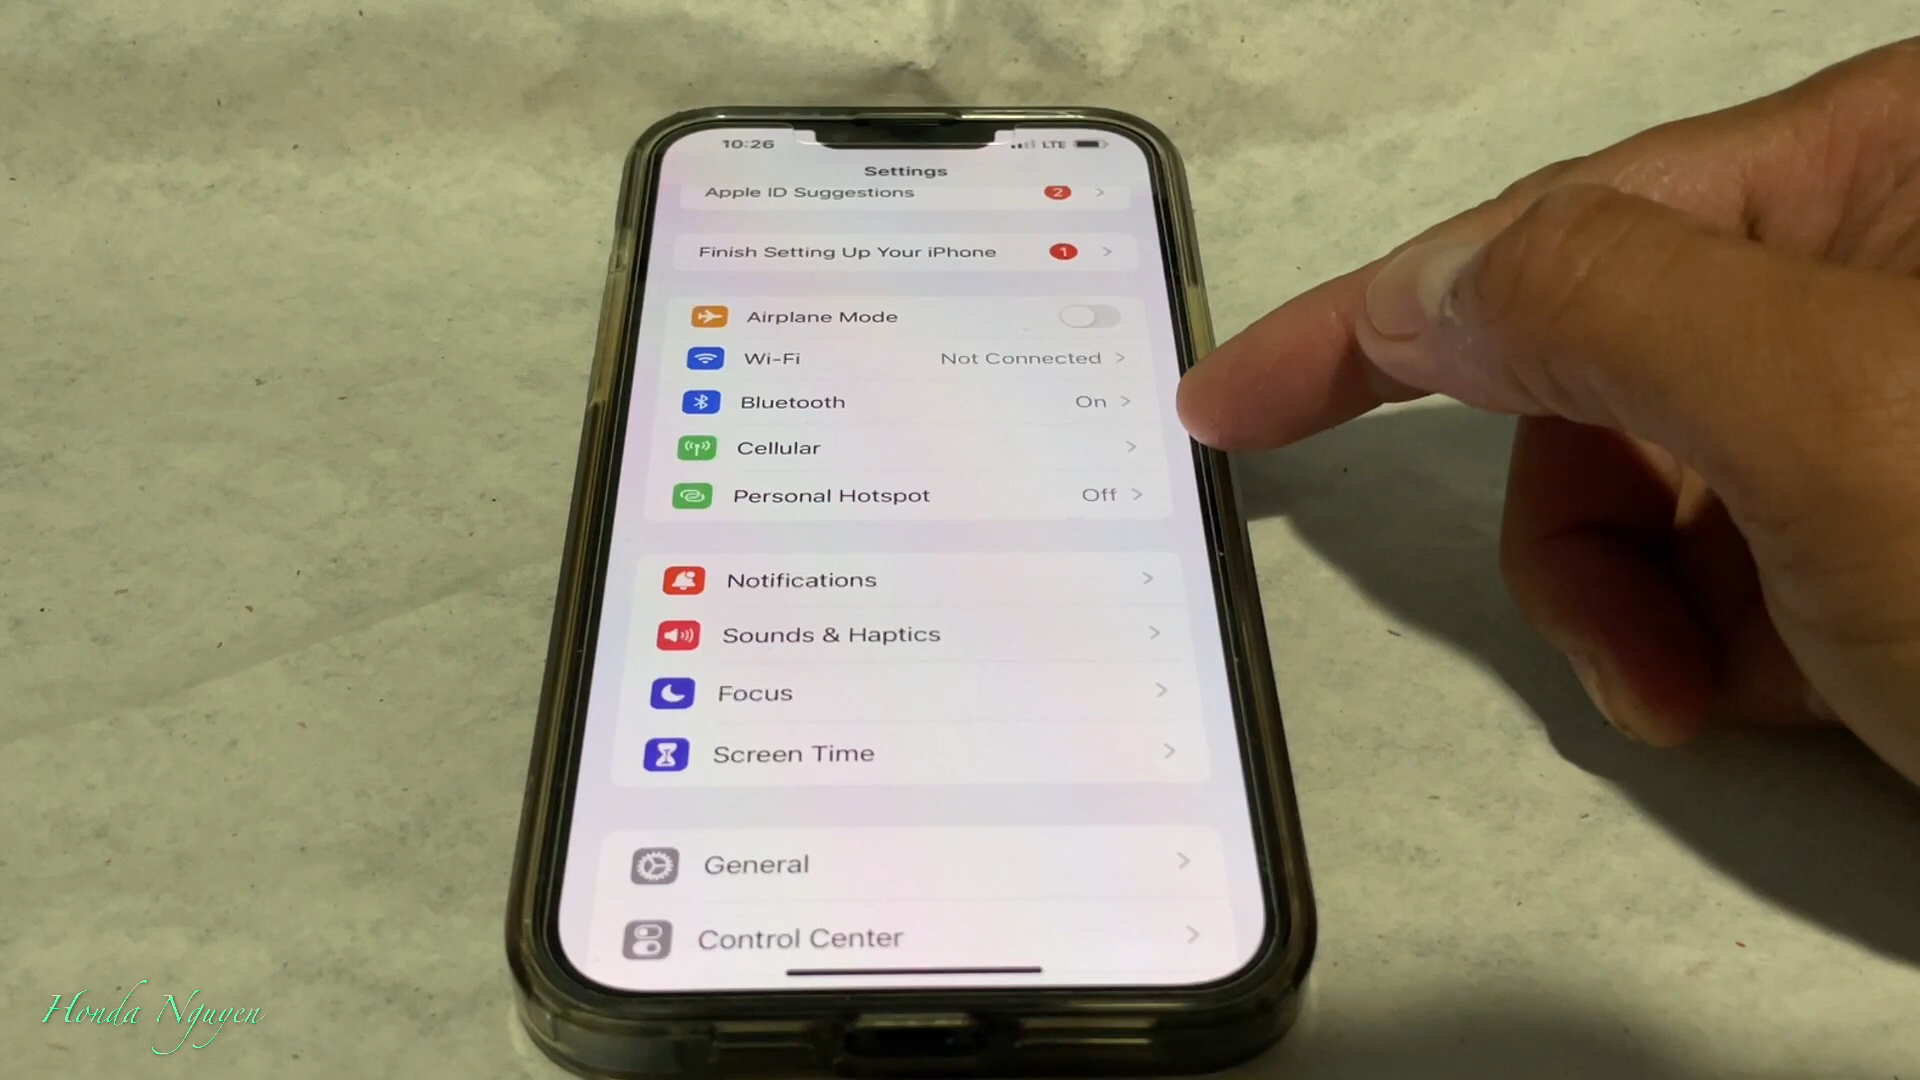 10:26 LTE
Settings
Apple ID Suggestions 2
Finish Setting Up Your iPhone 1
Airplane Mode
Wi-Fi Not Connected
Bluetooth On
Cellular
Personal Hotspot Off
Notifications
Sounds & Haptics
Focus
Screen Time
General
Control Center
Honda Nguyen